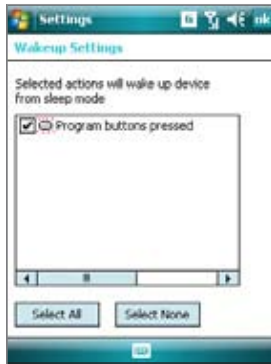 Settings
ok
Wakeup Settings
Selected actions will wake up device
from sleep mode
Program buttons pressed
Select All Select None